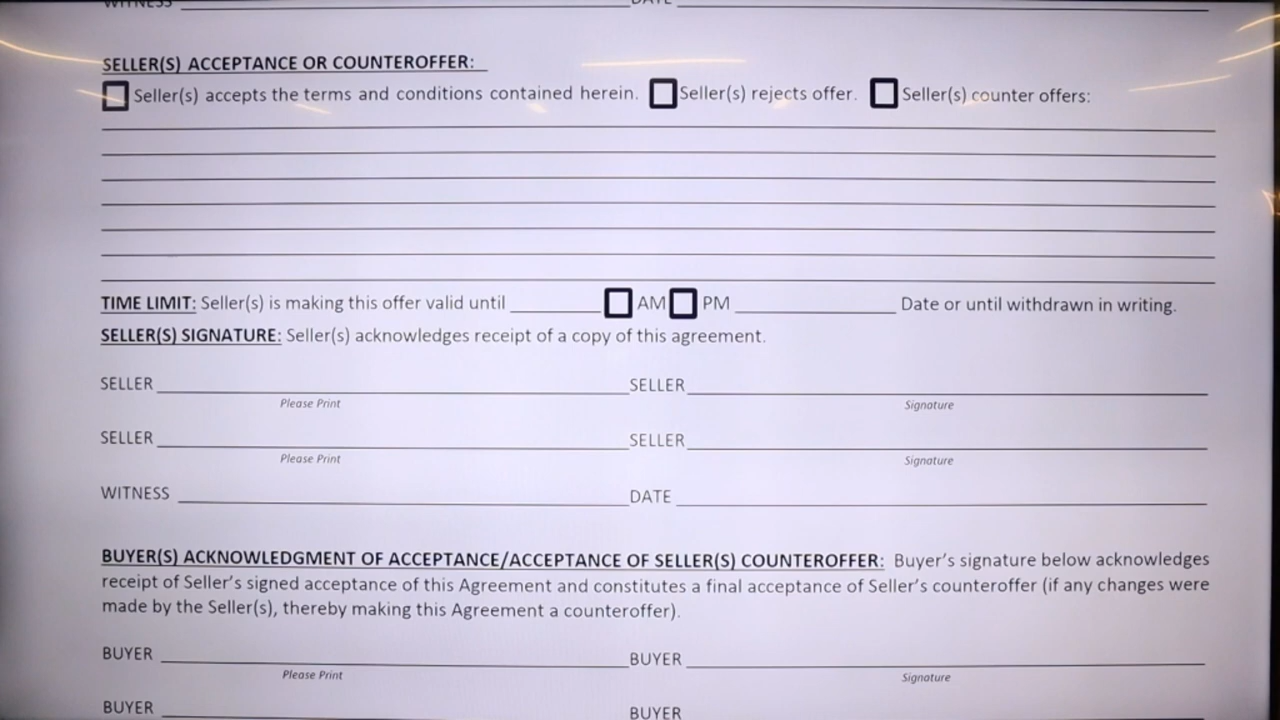 WITNESS DATE
SELLER(S) ACCEPTANCE OR COUNTEROFFER:
Seller(s) accepts the terms and conditions contained herein. Seller(s) rejects offer. Seller(s) counter offers:
TIME LIMIT: Seller(s) is making this offer valid until AM PM Date or until withdrawn in writing.
SELLER(S) SIGNATURE: Seller(s) acknowledges receipt of a copy of this agreement.
SELLER SELLER
Please Print Signature
SELLER SELLER
Please Print Signature
WITNESS DATE
BUYER(S) ACKNOWLEDGMENT OF ACCEPTANCE/ACCEPTANCE OF SELLER(S) COUNTEROFFER: Buyer's signature below acknowledges
receipt of Seller's signed acceptance of this Agreement and constitutes a final acceptance of Seller's counteroffer (if any changes were
made by the Seller(s), thereby making this Agreement a counteroffer).
BUYER BUYER
Please Print Signature
BUYER BUYER